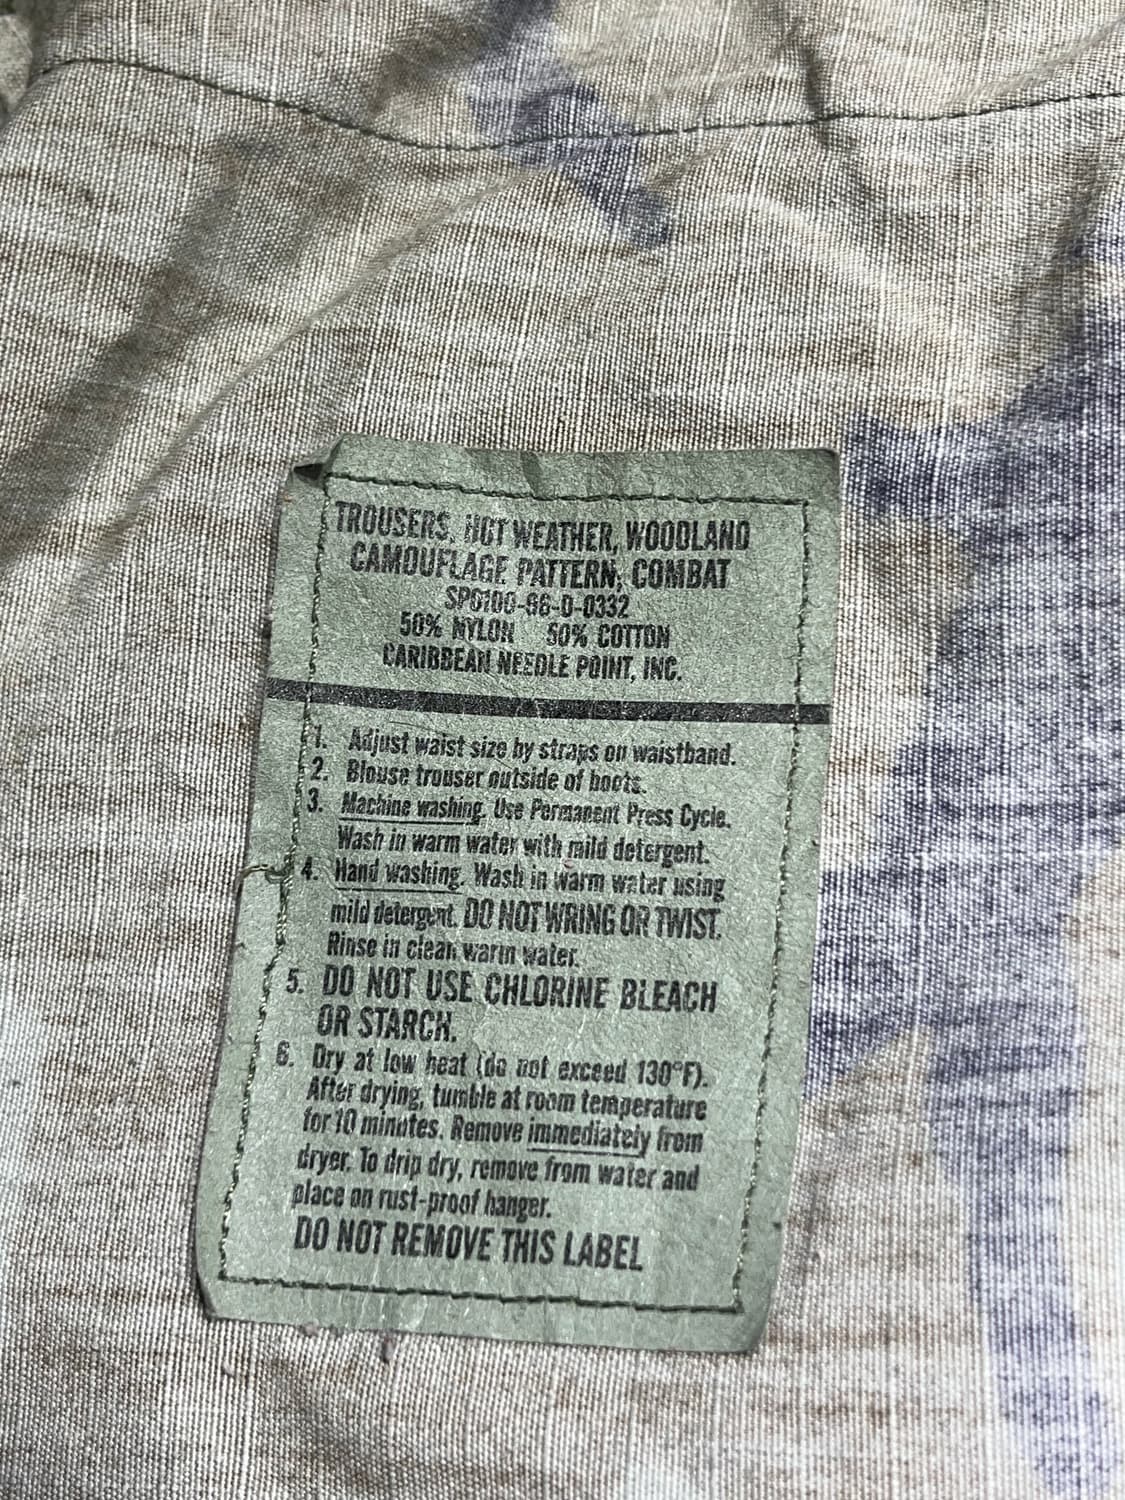 TROUSERS, HOT WEATHER, WOODLAND
CAMOUFLAGE PATTERN, COMBAT
SP0100-96-D-0332
50% NYLON 50% COTTON
CARIBBEAN NEEDLE POINT, INC.
1. Adjust waist size by straps on waistband.
2. Blouse trouser outside of boots.
3. Machine washing. Use Permanent Press Cycle.
Wash in warm water with mild detergent.
4. Hand washing. Wash in warm water using
mild detergent. DO NOT WRING OR TWIST.
Rinse in clean warm water.
5. DO NOT USE CHLORINE BLEACH
OR STARCH.
6. Dry at low heat (do not exceed 130°F).
After drying, tumble at room temperature
for 10 minutes. Remove immediately from
dryer. To drip dry, remove from water and
place on rust-proof hanger.
DO NOT REMOVE THIS LABEL